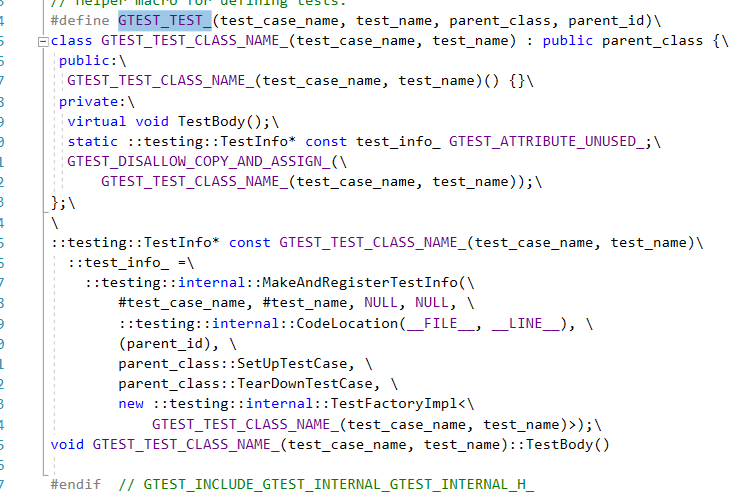 // Helper macro for defining tests.
#define GTEST_TEST_(test_case_name, test_name, parent_class, parent_id)\
class GTEST_TEST_CLASS_NAME_(test_case_name, test_name) : public parent_class {\
public:\
GTEST_TEST_CLASS_NAME_(test_case_name, test_name)() {}\
private:\
virtual void TestBody();\
static ::testing::TestInfo* const test_info_ GTEST_ATTRIBUTE_UNUSED_;\
GTEST_DISALLOW_COPY_AND_ASSIGN_(\
GTEST_TEST_CLASS_NAME_(test_case_name, test_name));\
};\
\
::testing::TestInfo* const GTEST_TEST_CLASS_NAME_(test_case_name, test_name)\
::test_info_ =\
::testing::internal::MakeAndRegisterTestInfo(\
#test_case_name, #test_name, NULL, NULL, \
::testing::internal::CodeLocation(__FILE__, __LINE__), \
(parent_id), \
parent_class::SetUpTestCase, \
parent_class::TearDownTestCase, \
new ::testing::internal::TestFactoryImpl<\
GTEST_TEST_CLASS_NAME_(test_case_name, test_name)>);\
void GTEST_TEST_CLASS_NAME_(test_case_name, test_name)::TestBody()
#endif // GTEST_INCLUDE_GTEST_INTERNAL_GTEST_INTERNAL_H_